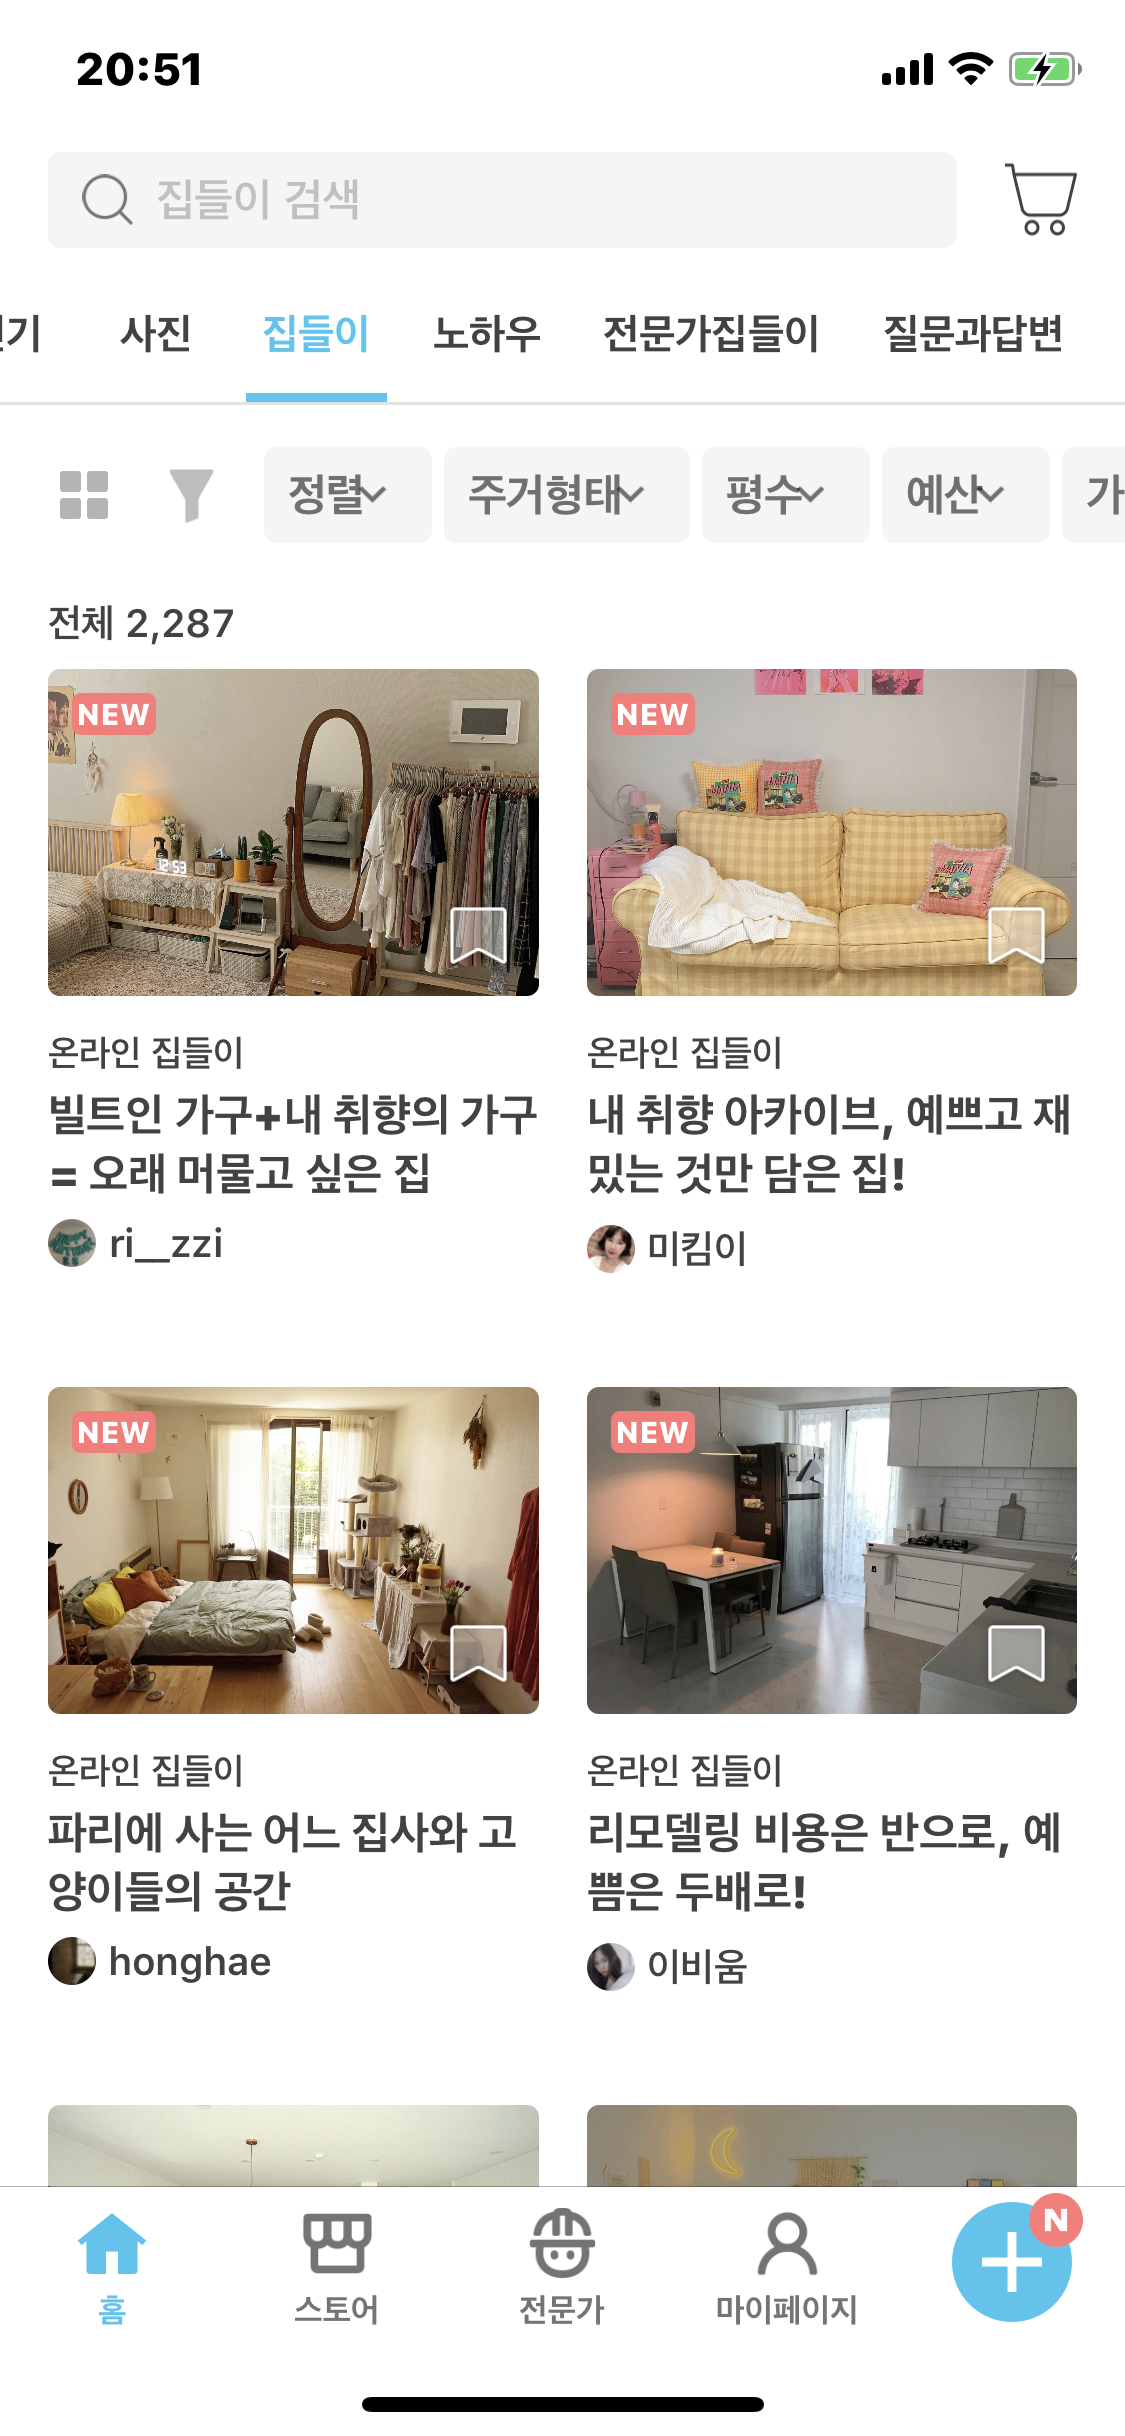 20:51
집들이 검색
기
사진
집들이
노하우
전문가집들이
질문과답변
정렬
주거형태
평수
예산
가
전체 2,287
NEW
12:53
NEW
온라인 집들이
빌트인 가구+내 취향의 가구
= 오래 머물고 싶은 집
ri__zzi
온라인 집들이
내 취향 아카이브, 예쁘고 재
밌는 것만 담은 집!
미킴이
NEW
NEW
온라인 집들이
파리에 사는 어느 집사와 고
양이들의 공간
honghae
온라인 집들이
리모델링 비용은 반으로, 예
쁨은 두배로!
이비움
홈
스토어
전문가
마이페이지
N